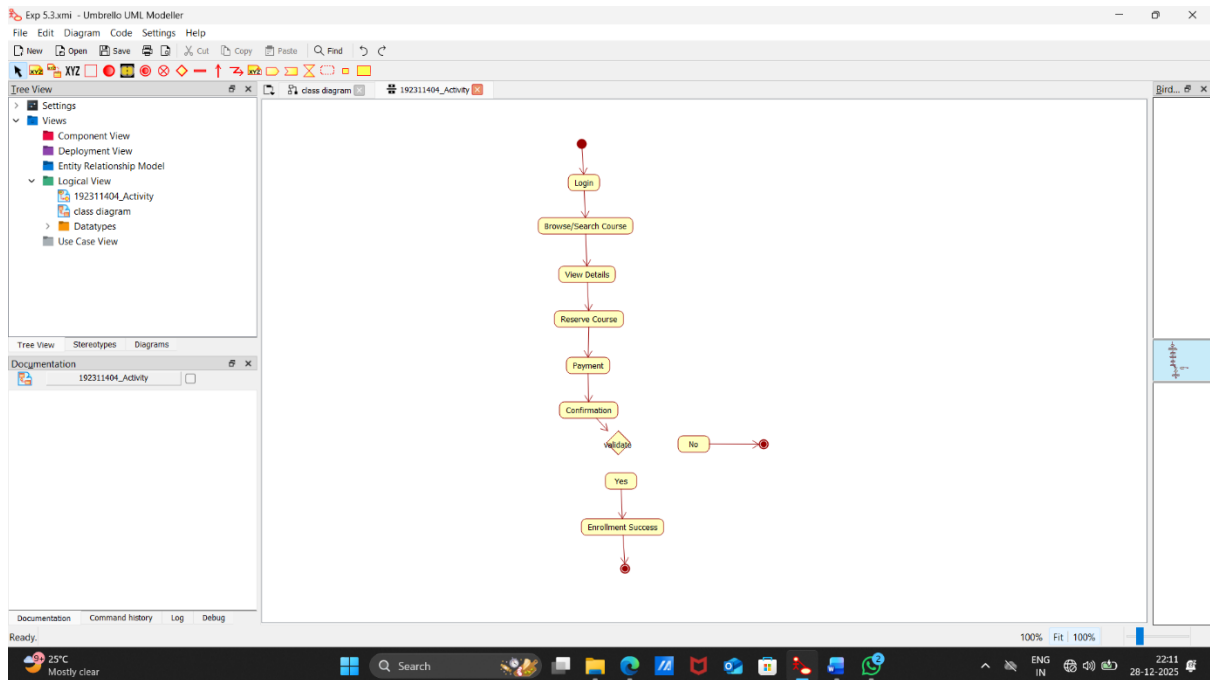 Exp 5.3.xmi - Umbrello UML Modeller
File Edit Diagram Code Settings Help
New Open Save Cut Copy Paste Find
XYZ XYZ XYZ
Tree View
class diagram 192311404_Activity
Bird...
Settings
Views
Component View
Deployment View
Entity Relationship Model
Logical View
192311404_Activity
class diagram
Datatypes
Use Case View
Tree View Stereotypes Diagrams
Documentation
192311404_Activity
Login
Browse/Search Course
View Details
Reserve Course
Payment
Confirmation
validate
No
Yes
Enrollment Success
Documentation Command history Log Debug
Ready.
100% Fit 100%
25°C
Mostly clear
Search
2
ENG
IN
22:11
28-12-2025